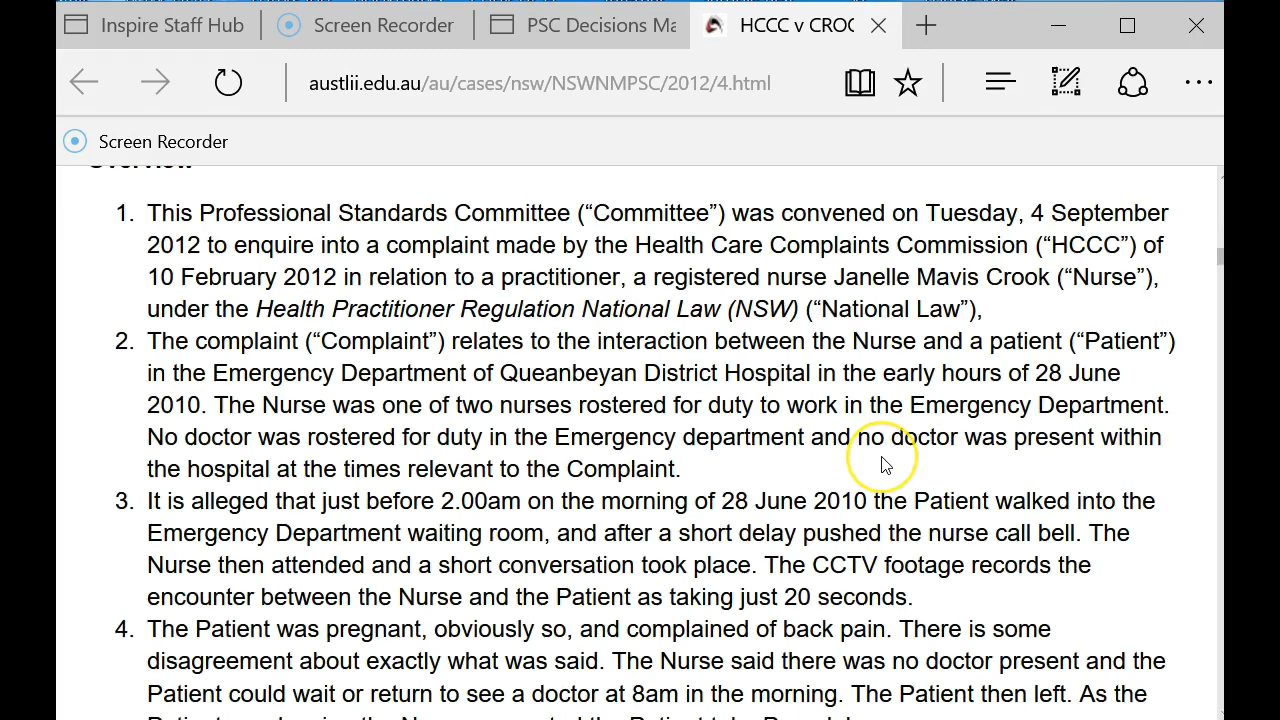 Inspire Staff Hub
Screen Recorder
PSC Decisions Ma
HCCC v CROC
austlii.edu.au/au/cases/nsw/NSWNMPSC/2012/4.html
Screen Recorder
Overview
1. This Professional Standards Committee (“Committee”) was convened on Tuesday, 4 September
2012 to enquire into a complaint made by the Health Care Complaints Commission (“HCCC”) of
10 February 2012 in relation to a practitioner, a registered nurse Janelle Mavis Crook (“Nurse”),
under the Health Practitioner Regulation National Law (NSW) (“National Law”),
2. The complaint (“Complaint”) relates to the interaction between the Nurse and a patient (“Patient”)
in the Emergency Department of Queanbeyan District Hospital in the early hours of 28 June
2010. The Nurse was one of two nurses rostered for duty to work in the Emergency Department.
No doctor was rostered for duty in the Emergency department and no doctor was present within
the hospital at the times relevant to the Complaint.
3. It is alleged that just before 2.00am on the morning of 28 June 2010 the Patient walked into the
Emergency Department waiting room, and after a short delay pushed the nurse call bell. The
Nurse then attended and a short conversation took place. The CCTV footage records the
encounter between the Nurse and the Patient as taking just 20 seconds.
4. The Patient was pregnant, obviously so, and complained of back pain. There is some
disagreement about exactly what was said. The Nurse said there was no doctor present and the
Patient could wait or return to see a doctor at 8am in the morning. The Patient then left. As the